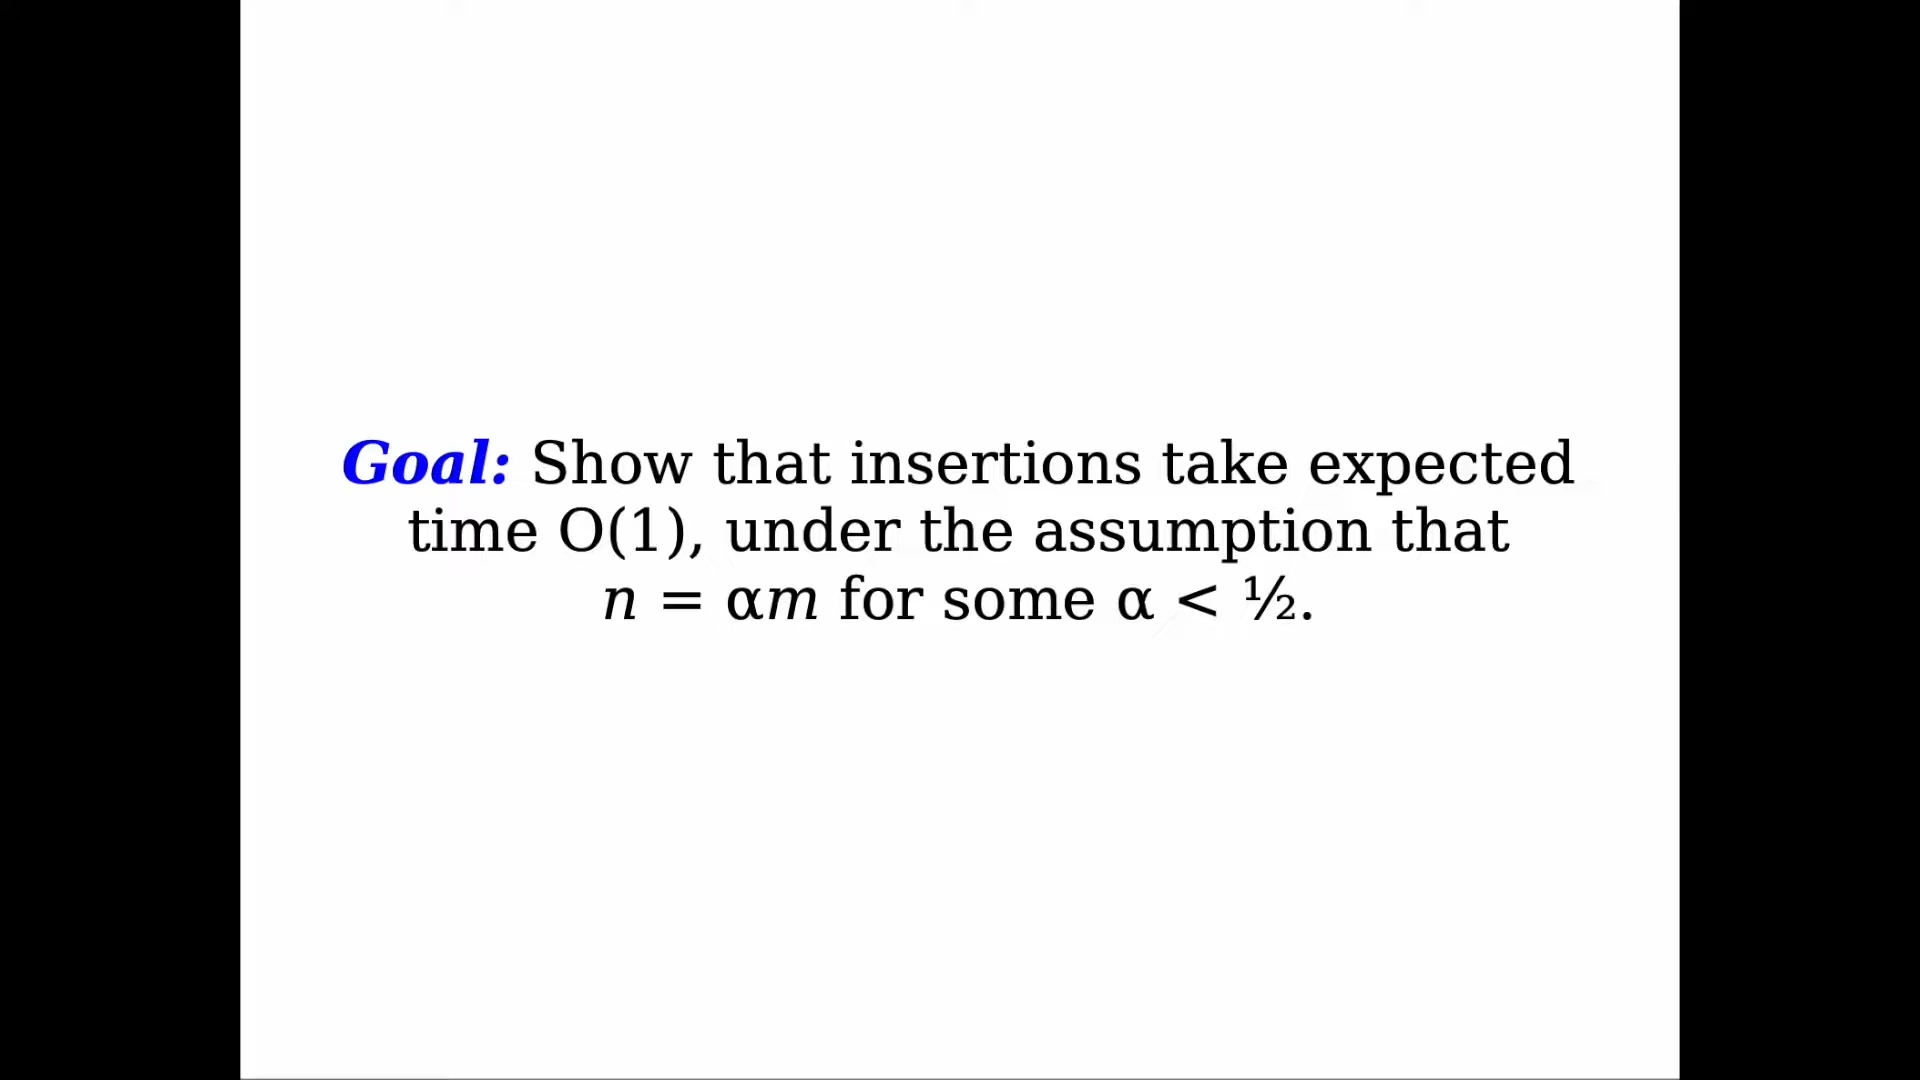 Goal: Show that insertions take expected
time O(1), under the assumption that
n = αm for some α < ½.